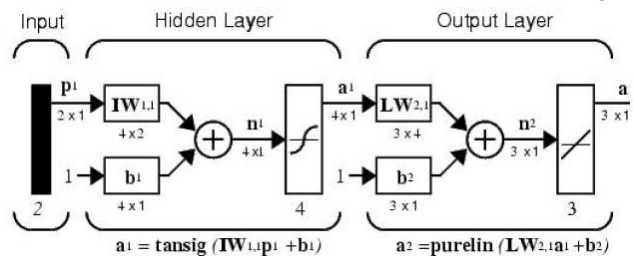 Input Hidden Layer Output Layer
p1 a1 a
IW1,1 LW2,1
2 x 1 n1 4 x 1 n2 3 x 1
4 x 2 4 x1 3 x 4 3 x 1
1 b1 1 b2
2 4 x 1 4 3 x 1 3
a1 = tansig (IW1,1p1 +b1) a2 =purelin (LW2,1a1 +b2)